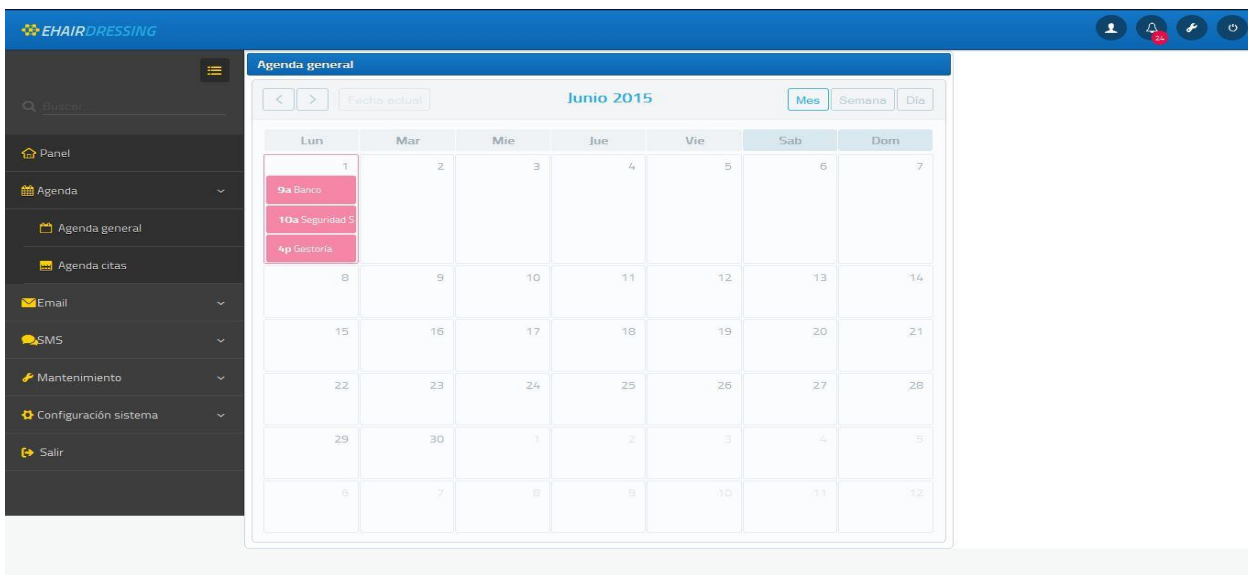 EHAIRDRESSING
24
Agenda general
Buscar...
Fecha actual
Junio 2015
Mes Semana Día
Lun Mar Mie Jue Vie Sab Dom
Panel
Agenda
Agenda general
Agenda citas
Email
SMS
Mantenimiento
Configuración sistema
Salir
1 2 3 4 5 6 7
9a Banco
10a Seguridad S
4p Gestoría
8 9 10 11 12 13 14
15 16 17 18 19 20 21
22 23 24 25 26 27 28
29 30 1 2 3 4 5
6 7 8 9 10 11 12